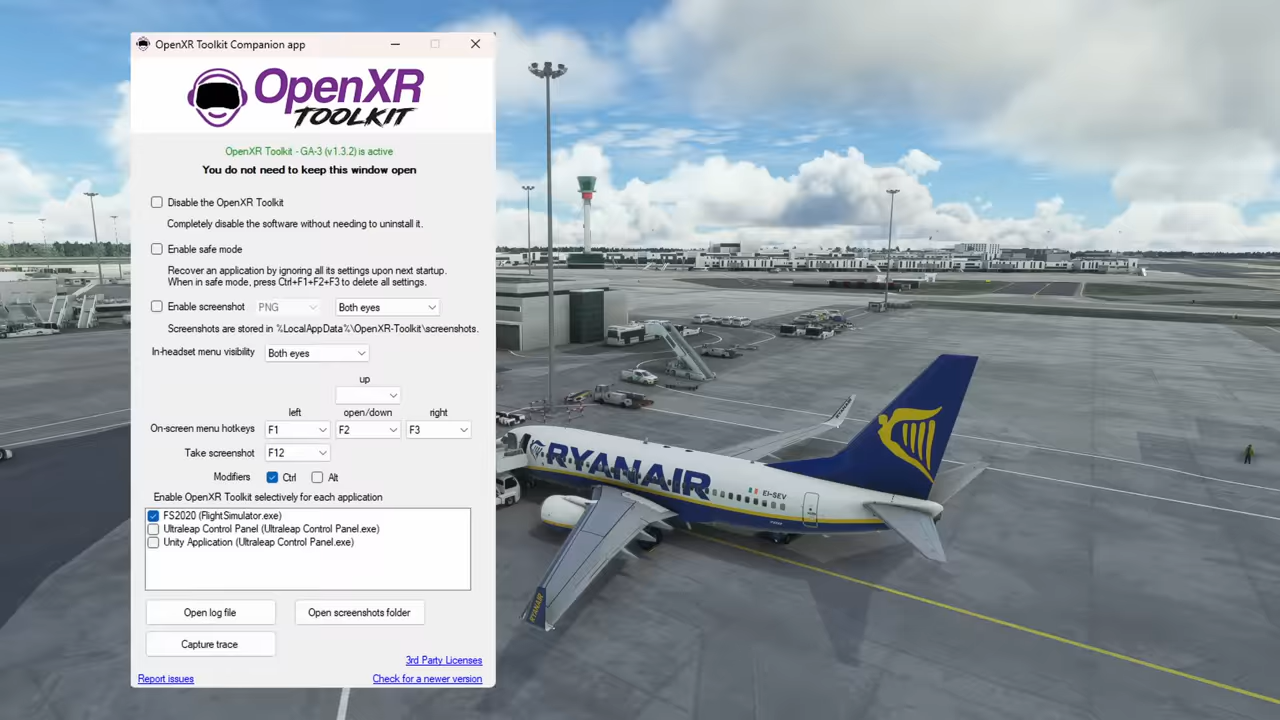 OpenXR Toolkit Companion app
OpenXR
TOOLKIT
OpenXR Toolkit - GA-3 (v1.3.2) is active
You do not need to keep this window open
Disable the OpenXR Toolkit
Completely disable the software without needing to uninstall it.
Enable safe mode
Recover an application by ignoring all its settings upon next startup.
When in safe mode, press Ctrl+F1+F2+F3 to delete all settings.
Enable screenshot PNG Both eyes
Screenshots are stored in %LocalAppData%\OpenXR-Toolkit\screenshots.
In-headset menu visibility Both eyes
up
left open/down right
On-screen menu hotkeys F1 F2 F3
Take screenshot F12
Modifiers Ctrl Alt
Enable OpenXR Toolkit selectively for each application
FS2020 (FlightSimulator.exe)
Ultraleap Control Panel (Ultraleap Control Panel.exe)
Unity Application (Ultraleap Control Panel.exe)
Open log file Open screenshots folder
Capture trace
3rd Party Licenses
Report issues Check for a newer version
RYANAIR
EI-SEV
RYANAIR